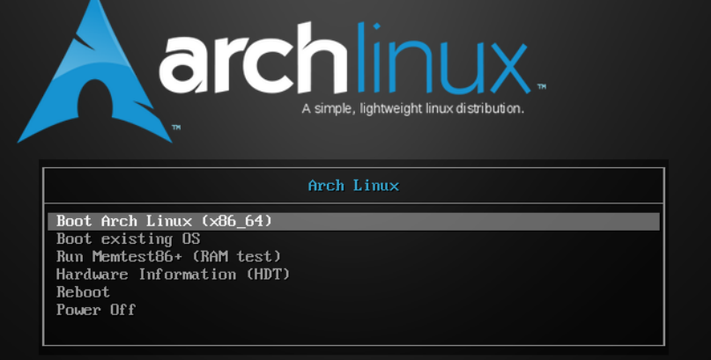 archlinux™
A simple, lightweight linux distribution.
™
Arch Linux
Boot Arch Linux (x86_64)
Boot existing OS
Run Memtest86+ (RAM test)
Hardware Information (HDT)
Reboot
Power Off